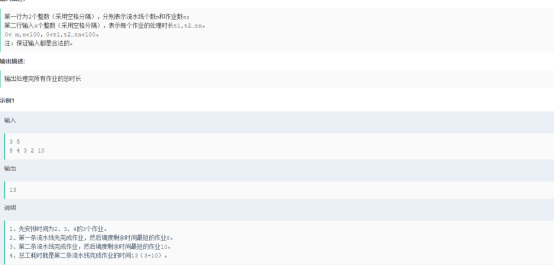 第一行为2个整数（采用空格分隔），分别表示流水线个数m和作业数n；
第二行输入n个整数（采用空格分隔），表示每个作业的处理时长t1,t2…tn。
0< m,n<100，0<t1,t2…tn<100。
注：保证输入都是合法的。
输出描述：
输出处理完所有作业的总时长
示例1
输入
3 5
8 4 3 2 10
输出
13
说明
1、先安排时间为2、3、4的3个作业。
2、第一条流水线先完成作业，然后调度剩余时间最短的作业8。
3、第二条流水线完成作业，然后调度剩余时间最短的作业10。
4、总工耗时就是第二条流水线完成作业的时间13（3+10）。